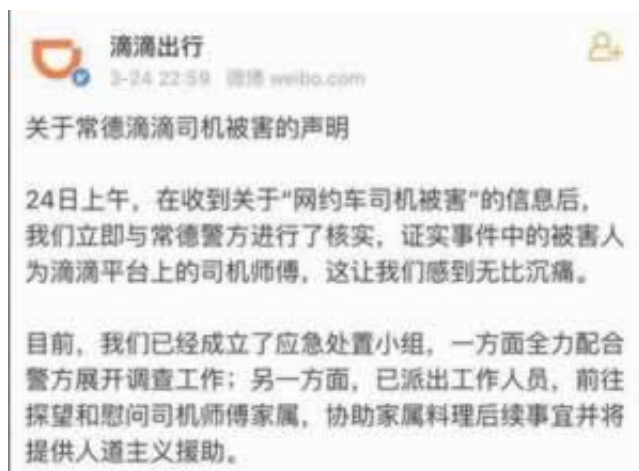 滴滴出行
3-24 22:59 微博 weibo.com
关于常德滴滴司机被害的声明
24日上午，在收到关于“网约车司机被害”的信息后，
我们立即与常德警方进行了核实，证实事件中的被害人
为滴滴平台上的司机师傅，这让我们感到无比沉痛。
目前，我们已经成立了应急处置小组，一方面全力配合
警方展开调查工作；另一方面，已派出工作人员，前往
探望和慰问司机师傅家属，协助家属料理后续事宜并将
提供人道主义援助。